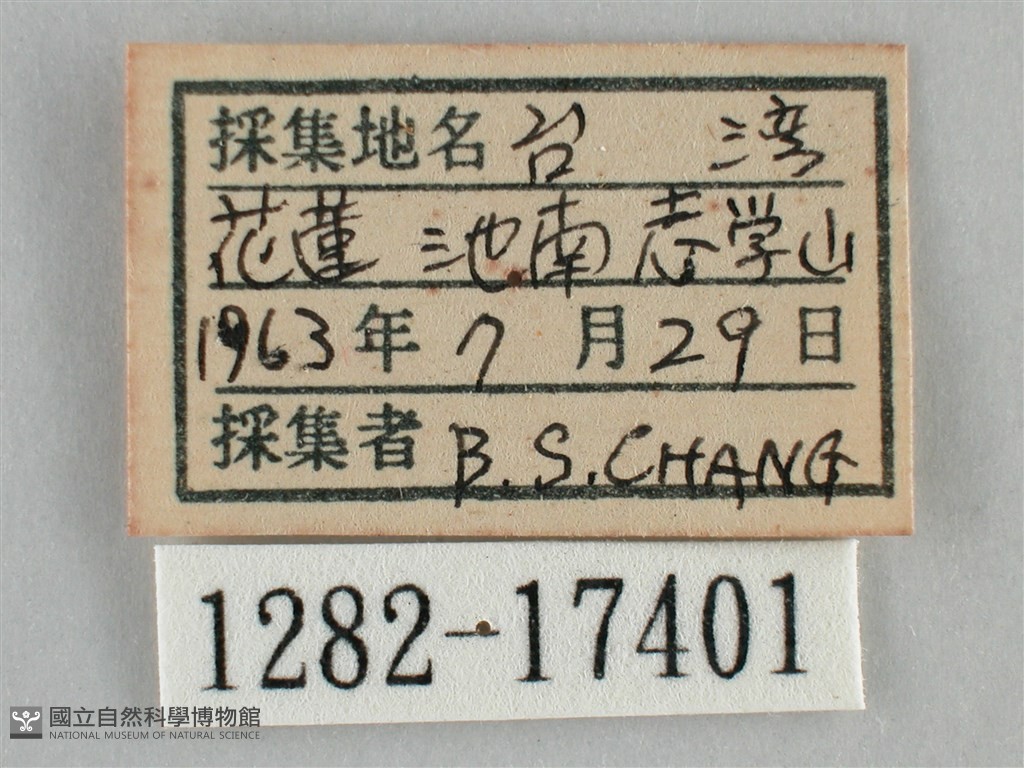 採集地名 台 湾
花蓮 池南 志学山
1963年 7 月 29 日
採集者 B.S.CHANG
1282-17401
國立自然科學博物館
NATIONAL MUSEUM OF NATURAL SCIENCE